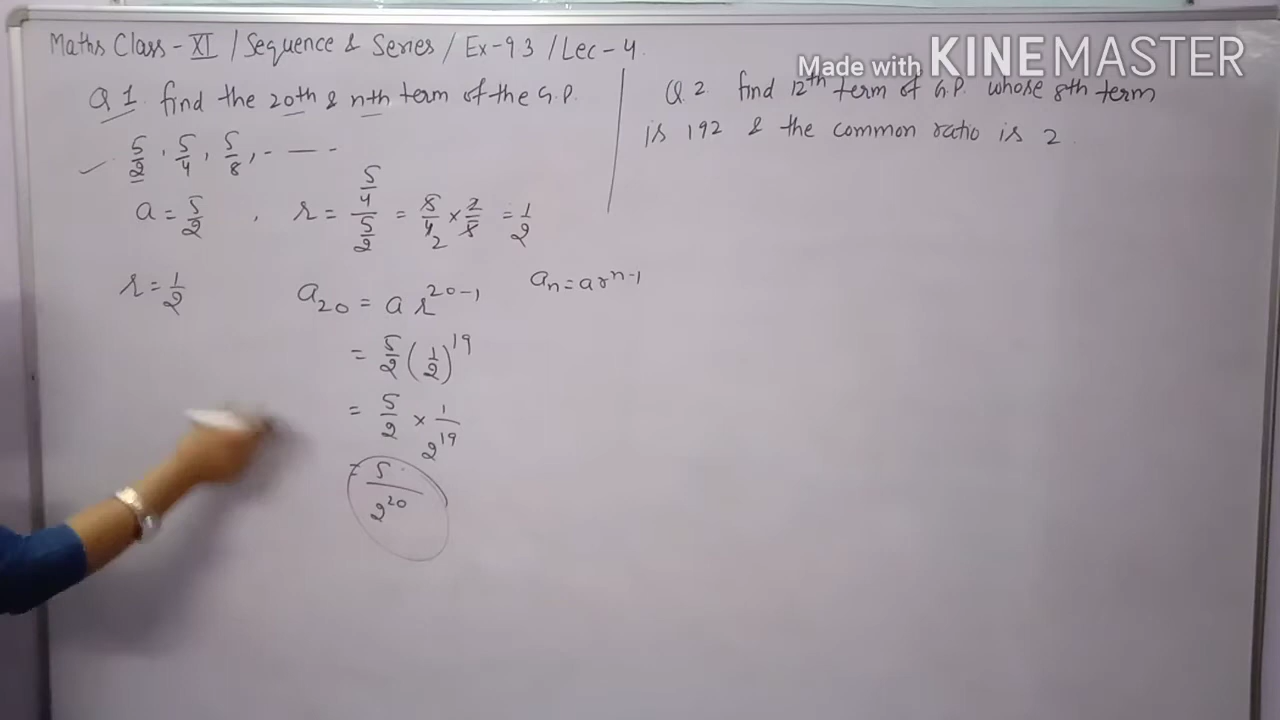 Maths Class - XI / Sequence & Series / Ex-9.3 / Lec-4.
Made with KINEMASTER
Q 1. find the 20th & nth term of the G.P.
5/2, 5/4, 5/8, - — -
a = 5/2 , r = 5/4 / 5/2 = 5/4 × 2/5 = 1/2
2
r = 1/2
a20 = a r^20-1
an = ar^n-1
= 5/2 (1/2)^19
= 5/2 × 1/2^19
= 5/2^20
Q. 2. find 12th term of G.P. whose 8th term
is 192 & the common ratio is 2